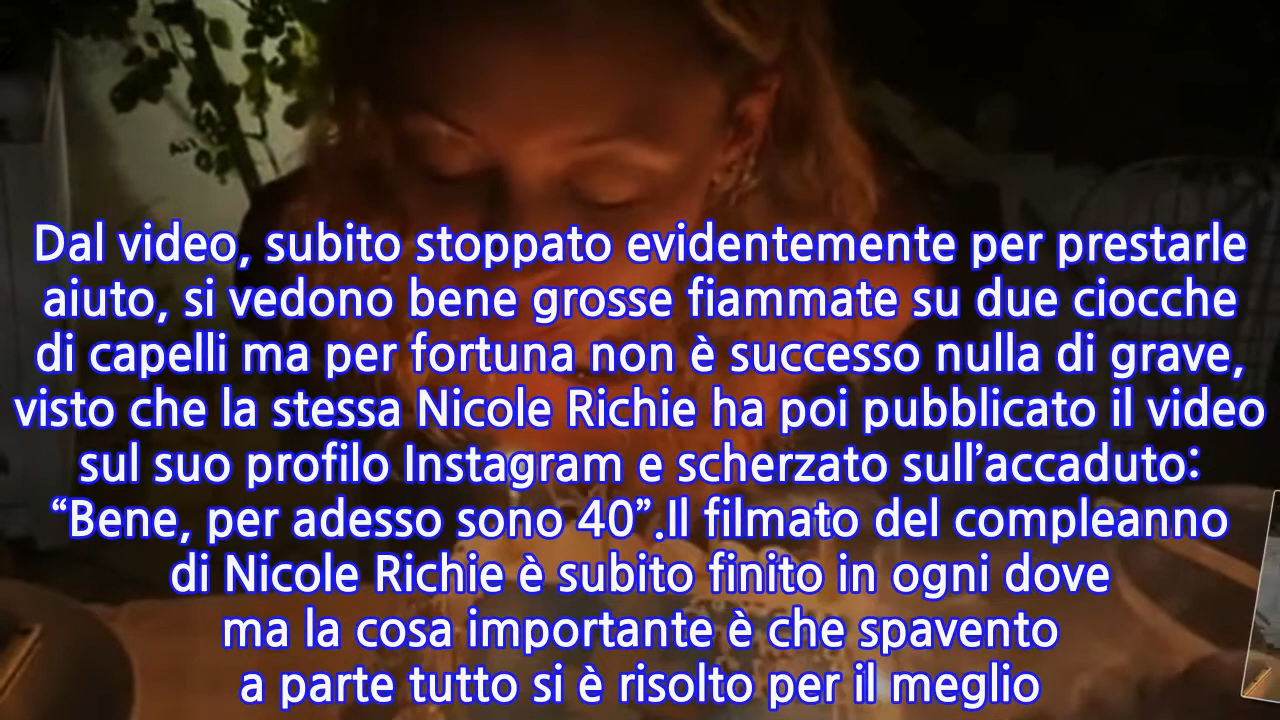 Dal video, subito stoppato evidentemente per prestarle
aiuto, si vedono bene grosse fiammate su due ciocche
di capelli ma per fortuna non è successo nulla di grave,
visto che la stessa Nicole Richie ha poi pubblicato il video
sul suo profilo Instagram e scherzato sull’accaduto:
“Bene, per adesso sono 40”.Il filmato del compleanno
di Nicole Richie è subito finito in ogni dove
ma la cosa importante è che spavento
a parte tutto si è risolto per il meglio